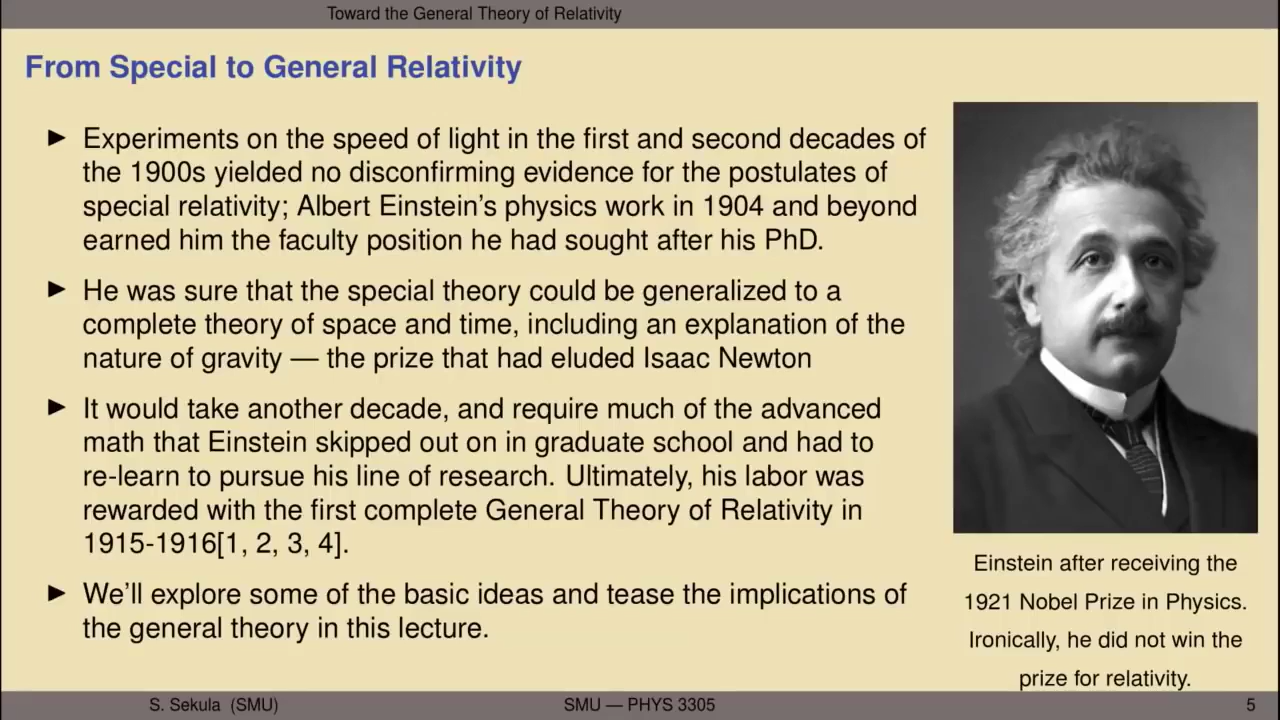 Toward the General Theory of Relativity
From Special to General Relativity
▶ Experiments on the speed of light in the first and second decades of
the 1900s yielded no disconfirming evidence for the postulates of
special relativity; Albert Einstein's physics work in 1904 and beyond
earned him the faculty position he had sought after his PhD.
▶ He was sure that the special theory could be generalized to a
complete theory of space and time, including an explanation of the
nature of gravity — the prize that had eluded Isaac Newton
▶ It would take another decade, and require much of the advanced
math that Einstein skipped out on in graduate school and had to
re-learn to pursue his line of research. Ultimately, his labor was
rewarded with the first complete General Theory of Relativity in
1915-1916[1, 2, 3, 4].
▶ We'll explore some of the basic ideas and tease the implications of
the general theory in this lecture.
Einstein after receiving the
1921 Nobel Prize in Physics.
Ironically, he did not win the
prize for relativity.
S. Sekula (SMU)
SMU — PHYS 3305
5